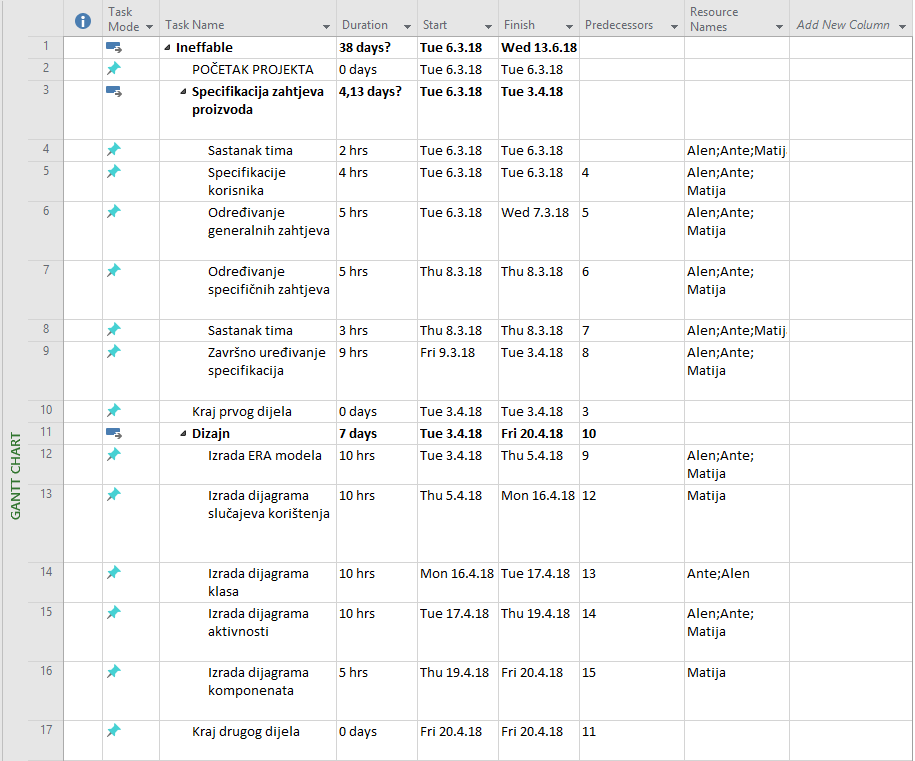 Task Mode Task Name Duration Start Finish Predecessors Resource Names Add New Column
1 Ineffable 38 days? Tue 6.3.18 Wed 13.6.18
2 POČETAK PROJEKTA 0 days Tue 6.3.18 Tue 6.3.18
3 Specifikacija zahtjeva proizvoda 4,13 days? Tue 6.3.18 Tue 3.4.18
4 Sastanak tima 2 hrs Tue 6.3.18 Tue 6.3.18 Alen;Ante;Matij
5 Specifikacije korisnika 4 hrs Tue 6.3.18 Tue 6.3.18 4 Alen;Ante; Matija
6 Određivanje generalnih zahtjeva 5 hrs Tue 6.3.18 Wed 7.3.18 5 Alen;Ante; Matija
7 Određivanje specifičnih zahtjeva 5 hrs Thu 8.3.18 Thu 8.3.18 6 Alen;Ante; Matija
8 Sastanak tima 3 hrs Thu 8.3.18 Thu 8.3.18 7 Alen;Ante;Matij
9 Završno uređivanje specifikacija 9 hrs Fri 9.3.18 Tue 3.4.18 8 Alen;Ante; Matija
10 Kraj prvog dijela 0 days Tue 3.4.18 Tue 3.4.18 3
11 Dizajn 7 days Tue 3.4.18 Fri 20.4.18 10
12 Izrada ERA modela 10 hrs Tue 3.4.18 Thu 5.4.18 9 Alen;Ante; Matija
13 Izrada dijagrama slučajeva korištenja 10 hrs Thu 5.4.18 Mon 16.4.18 12 Matija
14 Izrada dijagrama klasa 10 hrs Mon 16.4.18 Tue 17.4.18 13 Ante;Alen
15 Izrada dijagrama aktivnosti 10 hrs Tue 17.4.18 Thu 19.4.18 14 Alen;Ante; Matija
16 Izrada dijagrama komponenata 5 hrs Thu 19.4.18 Fri 20.4.18 15 Matija
17 Kraj drugog dijela 0 days Fri 20.4.18 Fri 20.4.18 11
GANTT CHART